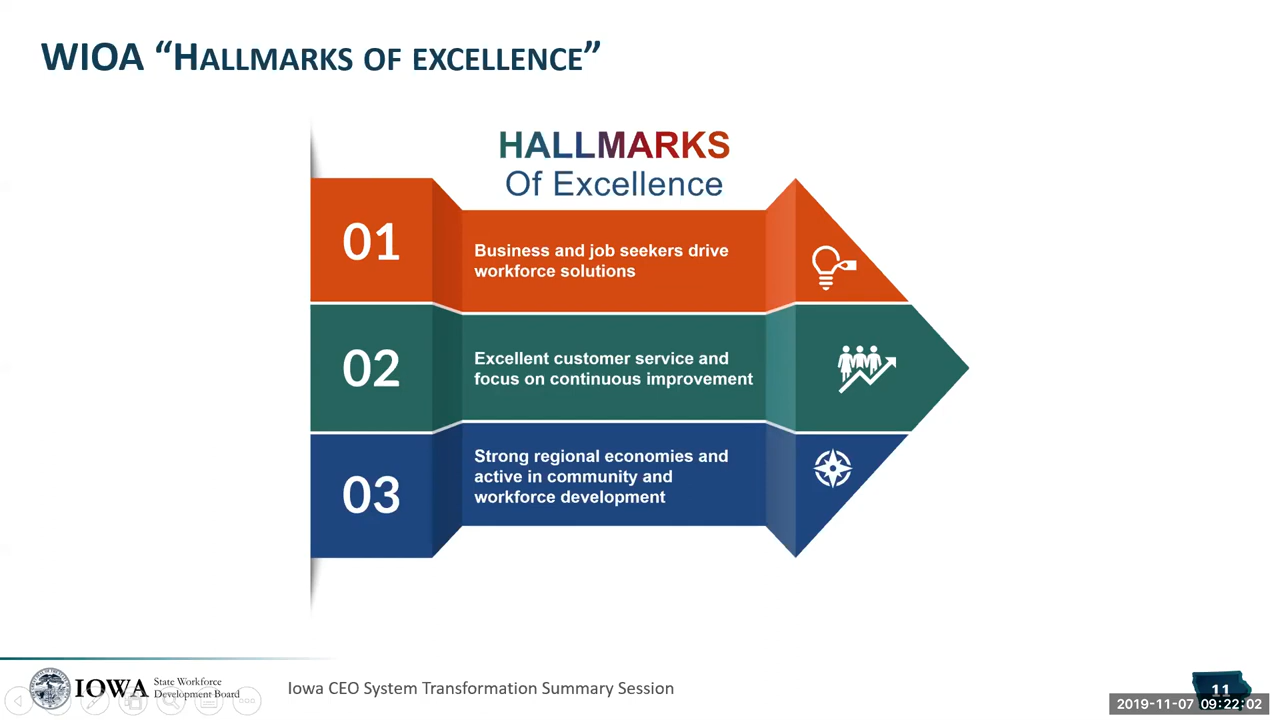 WIOA “Hallmarks of excellence”
HALLMARKS
Of Excellence
01
Business and job seekers drive
workforce solutions
02
Excellent customer service and
focus on continuous improvement
03
Strong regional economies and
active in community and
workforce development
IOWA
State Workforce
Development Board
Iowa CEO System Transformation Summary Session
11
2019-11-07 09:22:02